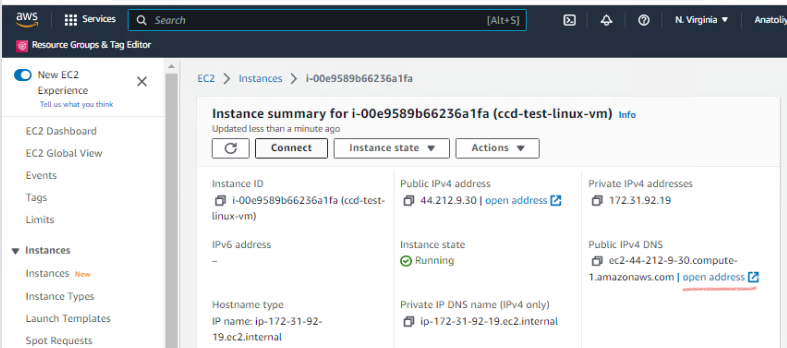 aws Services Search [Alt+S] N. Virginia Anatoliy
Resource Groups & Tag Editor
New EC2
Experience
Tell us what you think
EC2 Dashboard
EC2 Global View
Events
Tags
Limits
Instances
Instances New
Instance Types
Launch Templates
Spot Requests
EC2 > Instances > i-00e9589b66236a1fa
Instance summary for i-00e9589b66236a1fa (ccd-test-linux-vm) Info
Updated less than a minute ago
Connect Instance state Actions
Instance ID
i-00e9589b66236a1fa (ccd-test-
linux-vm)
Public IPv4 address
44.212.9.30 | open address
Private IPv4 addresses
172.31.92.19
IPv6 address
–
Instance state
Running
Public IPv4 DNS
ec2-44-212-9-30.compute-
1.amazonaws.com | open address
Hostname type
IP name: ip-172-31-92-
19.ec2.internal
Private IP DNS name (IPv4 only)
ip-172-31-92-19.ec2.internal